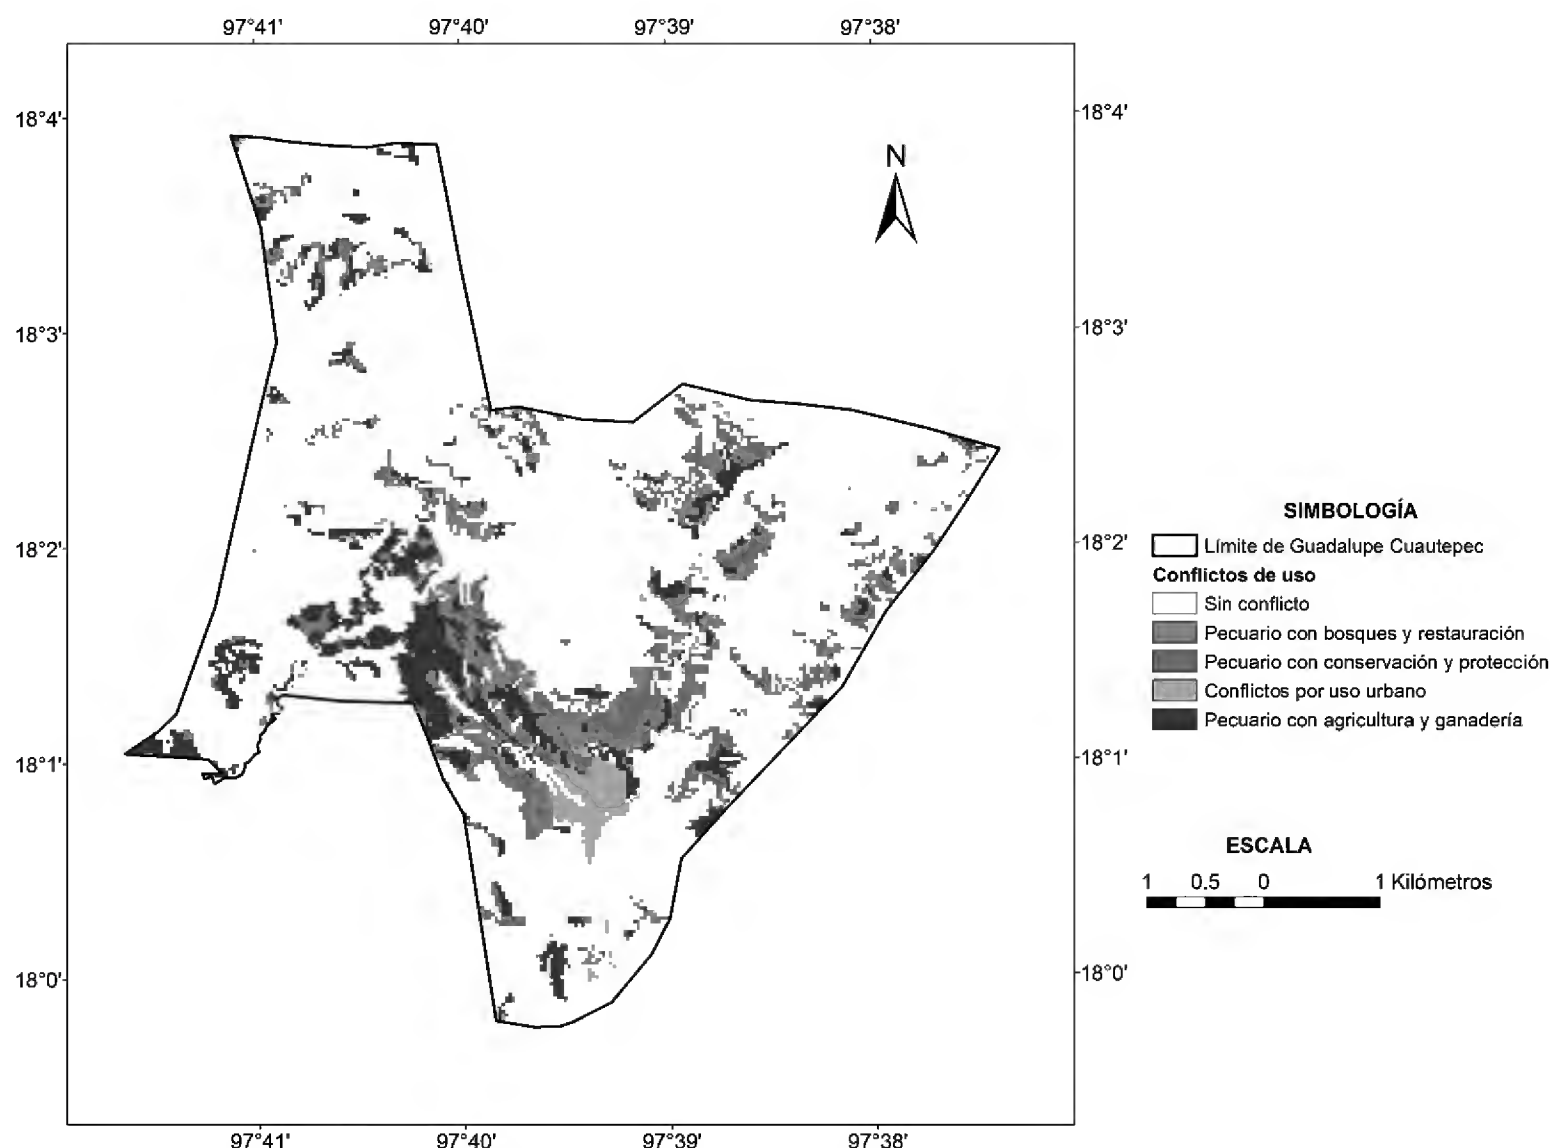 97°41' 97°40' 97°39' 97°38'
18°4' 18°4'
N
18°3' 18°3'
SIMBOLOGÍA
18°2' 18°2'
Límite de Guadalupe Cuautepec
Conflictos de uso
Sin conflicto
Pecuario con bosques y restauración
Pecuario con conservación y protección
Conflictos por uso urbano
Pecuario con agricultura y ganadería
18°1' 18°1'
ESCALA
1 0.5 0 1 Kilómetros
18°0' 18°0'
97°41' 97°40' 97°39' 97°38'